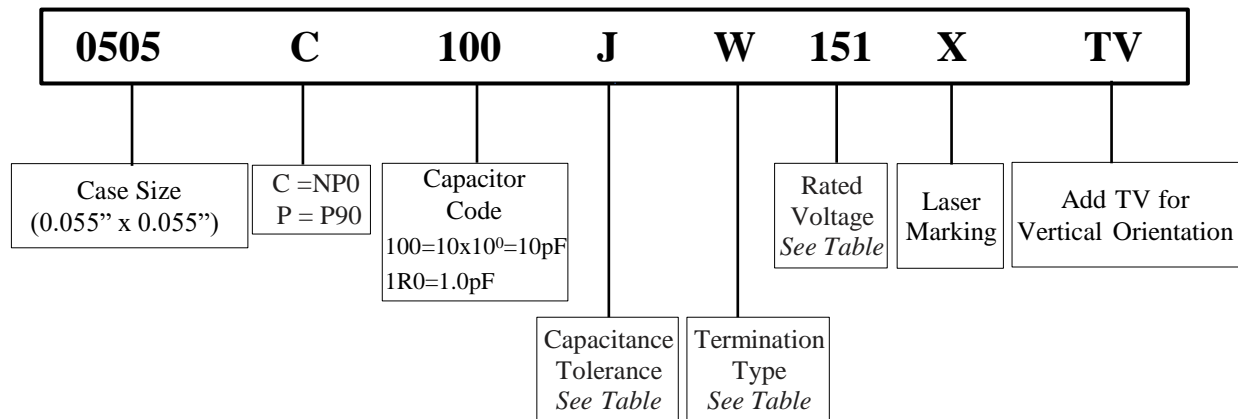 0505 C 100 J W 151 X TV
Case Size
(0.055” x 0.055”)
C =NP0
P = P90
Capacitor
Code
100=10x10⁰=10pF
1R0=1.0pF
Capacitance
Tolerance
See Table
Termination
Type
See Table
Rated
Voltage
See Table
Laser
Marking
Add TV for
Vertical Orientation